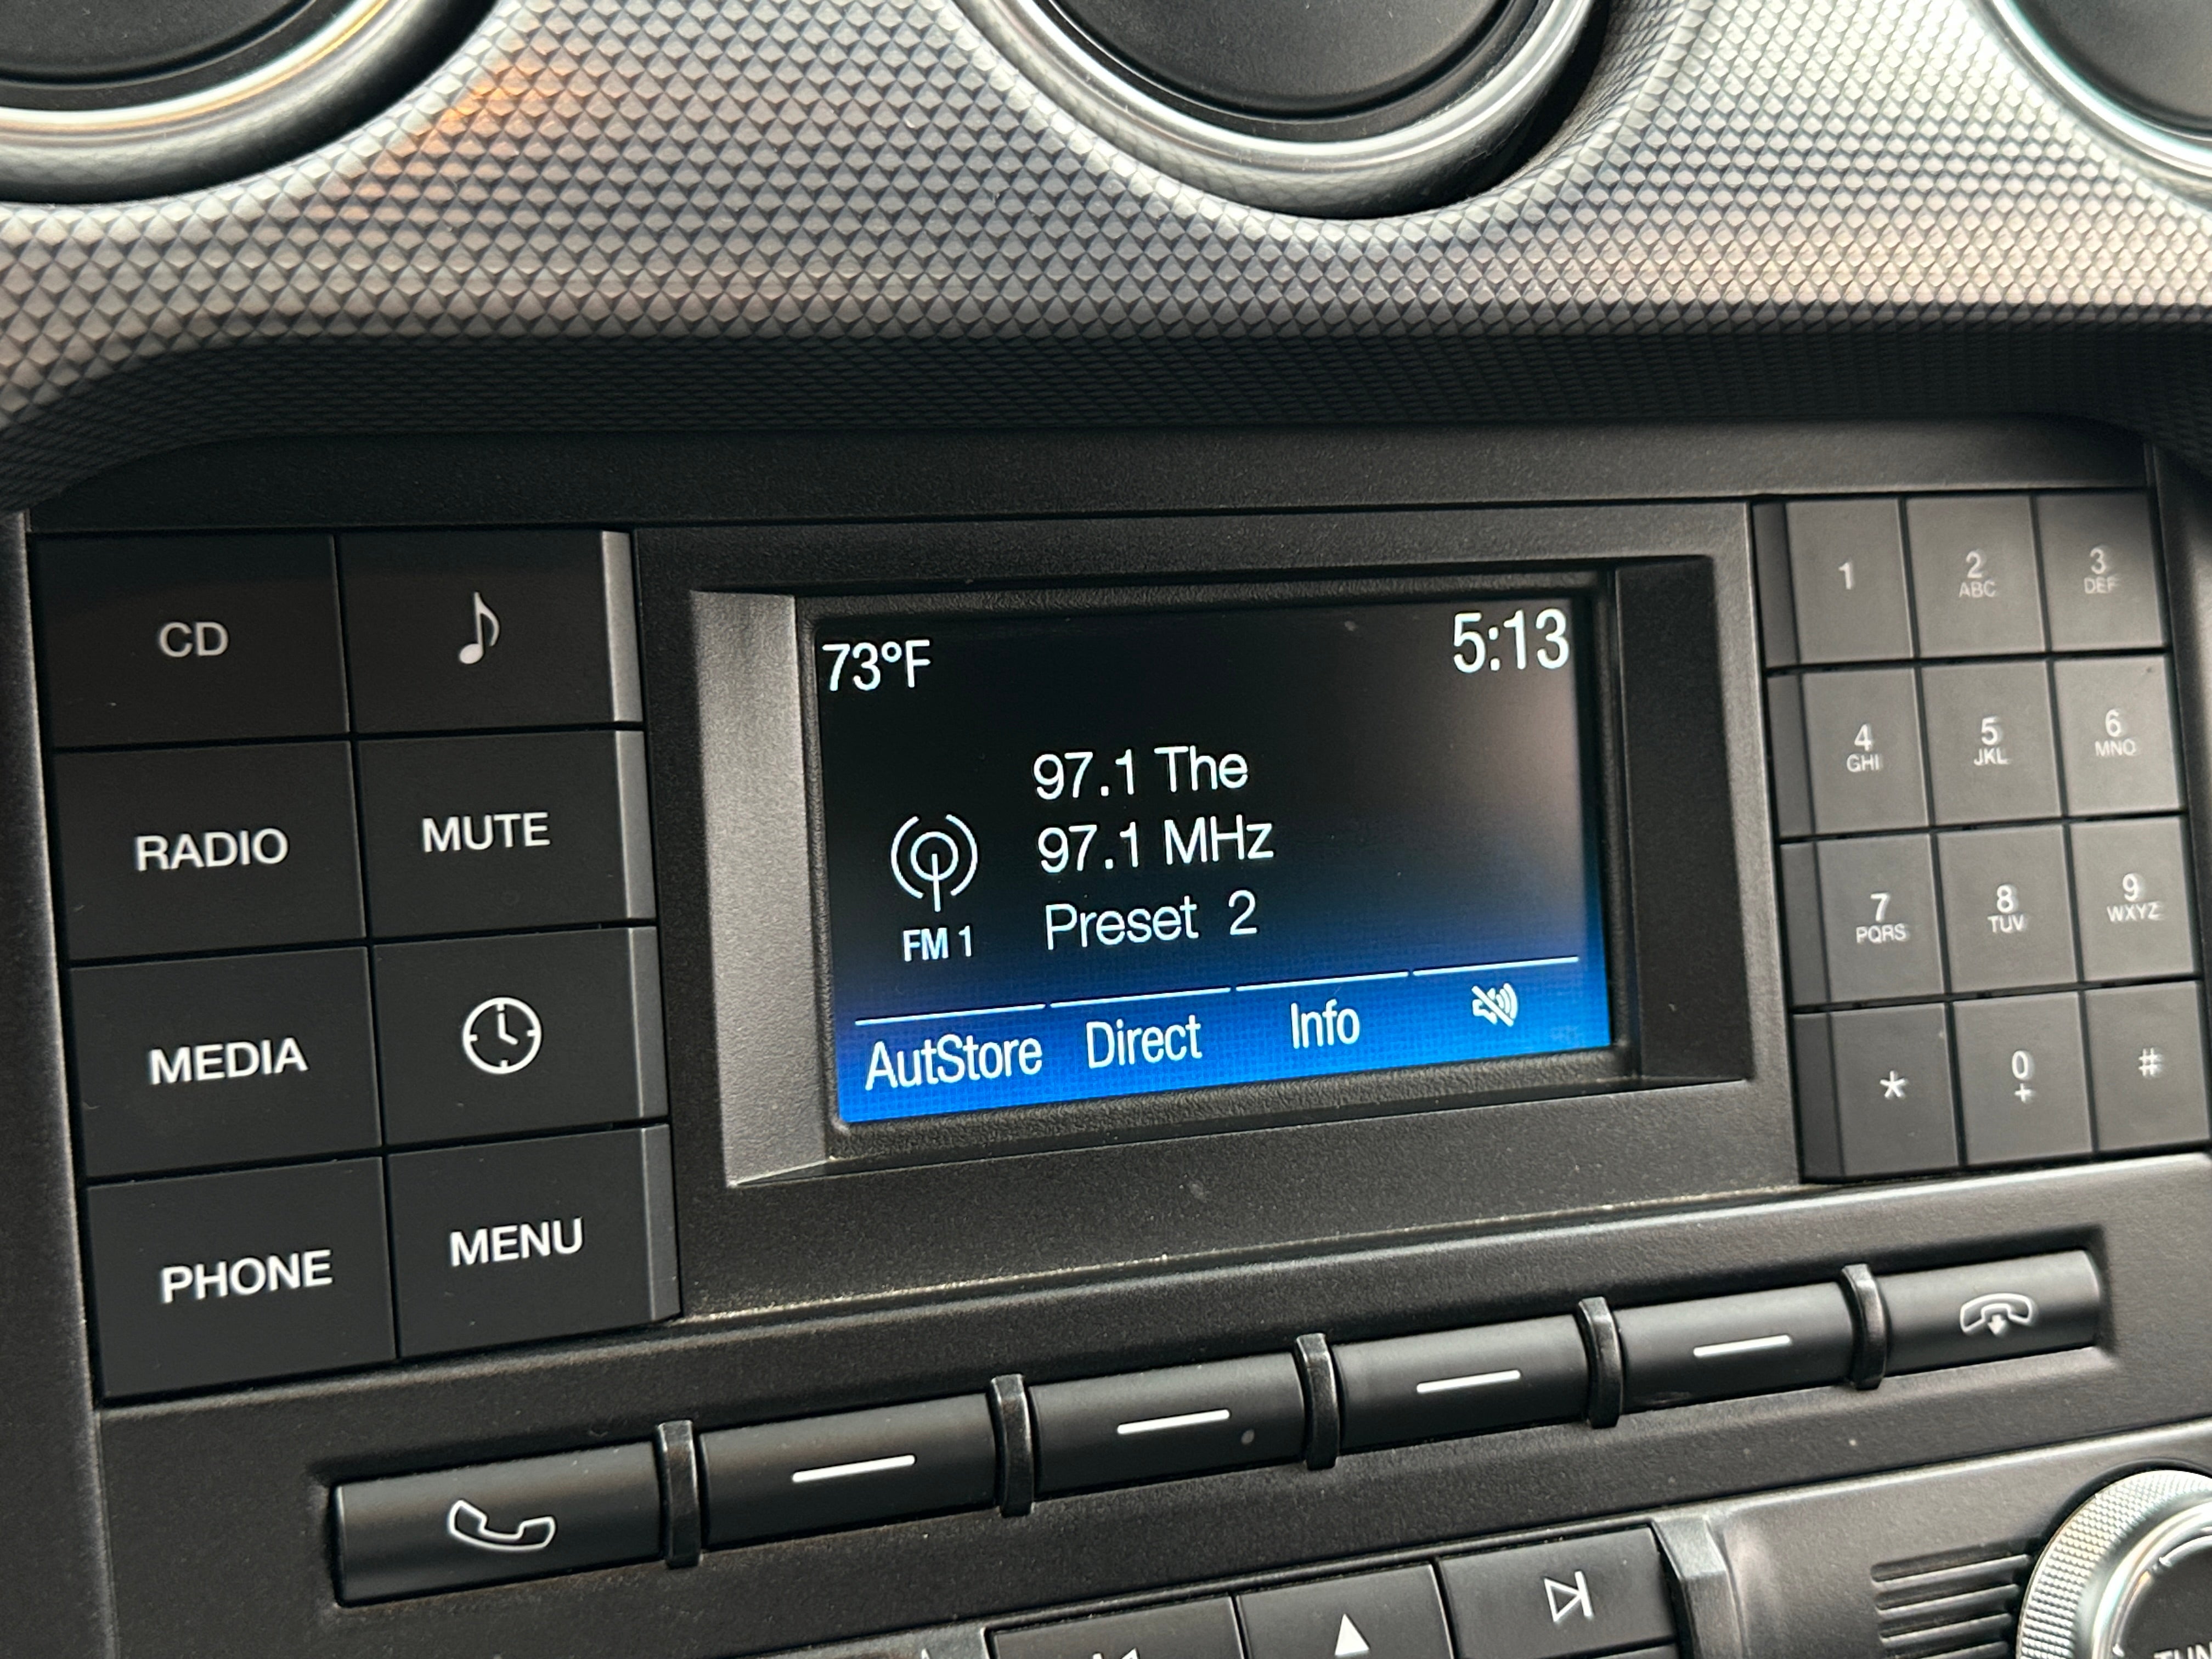 73°F
5:13
97.1 The
97.1 MHz
Preset 2
FM 1
AutStore Direct Info
CD
RADIO MUTE
MEDIA
PHONE MENU
1 2 3
ABC DEF
4 5 6
GHI JKL MNO
7 8 9
PQRS TUV WXYZ
* 0 #
+